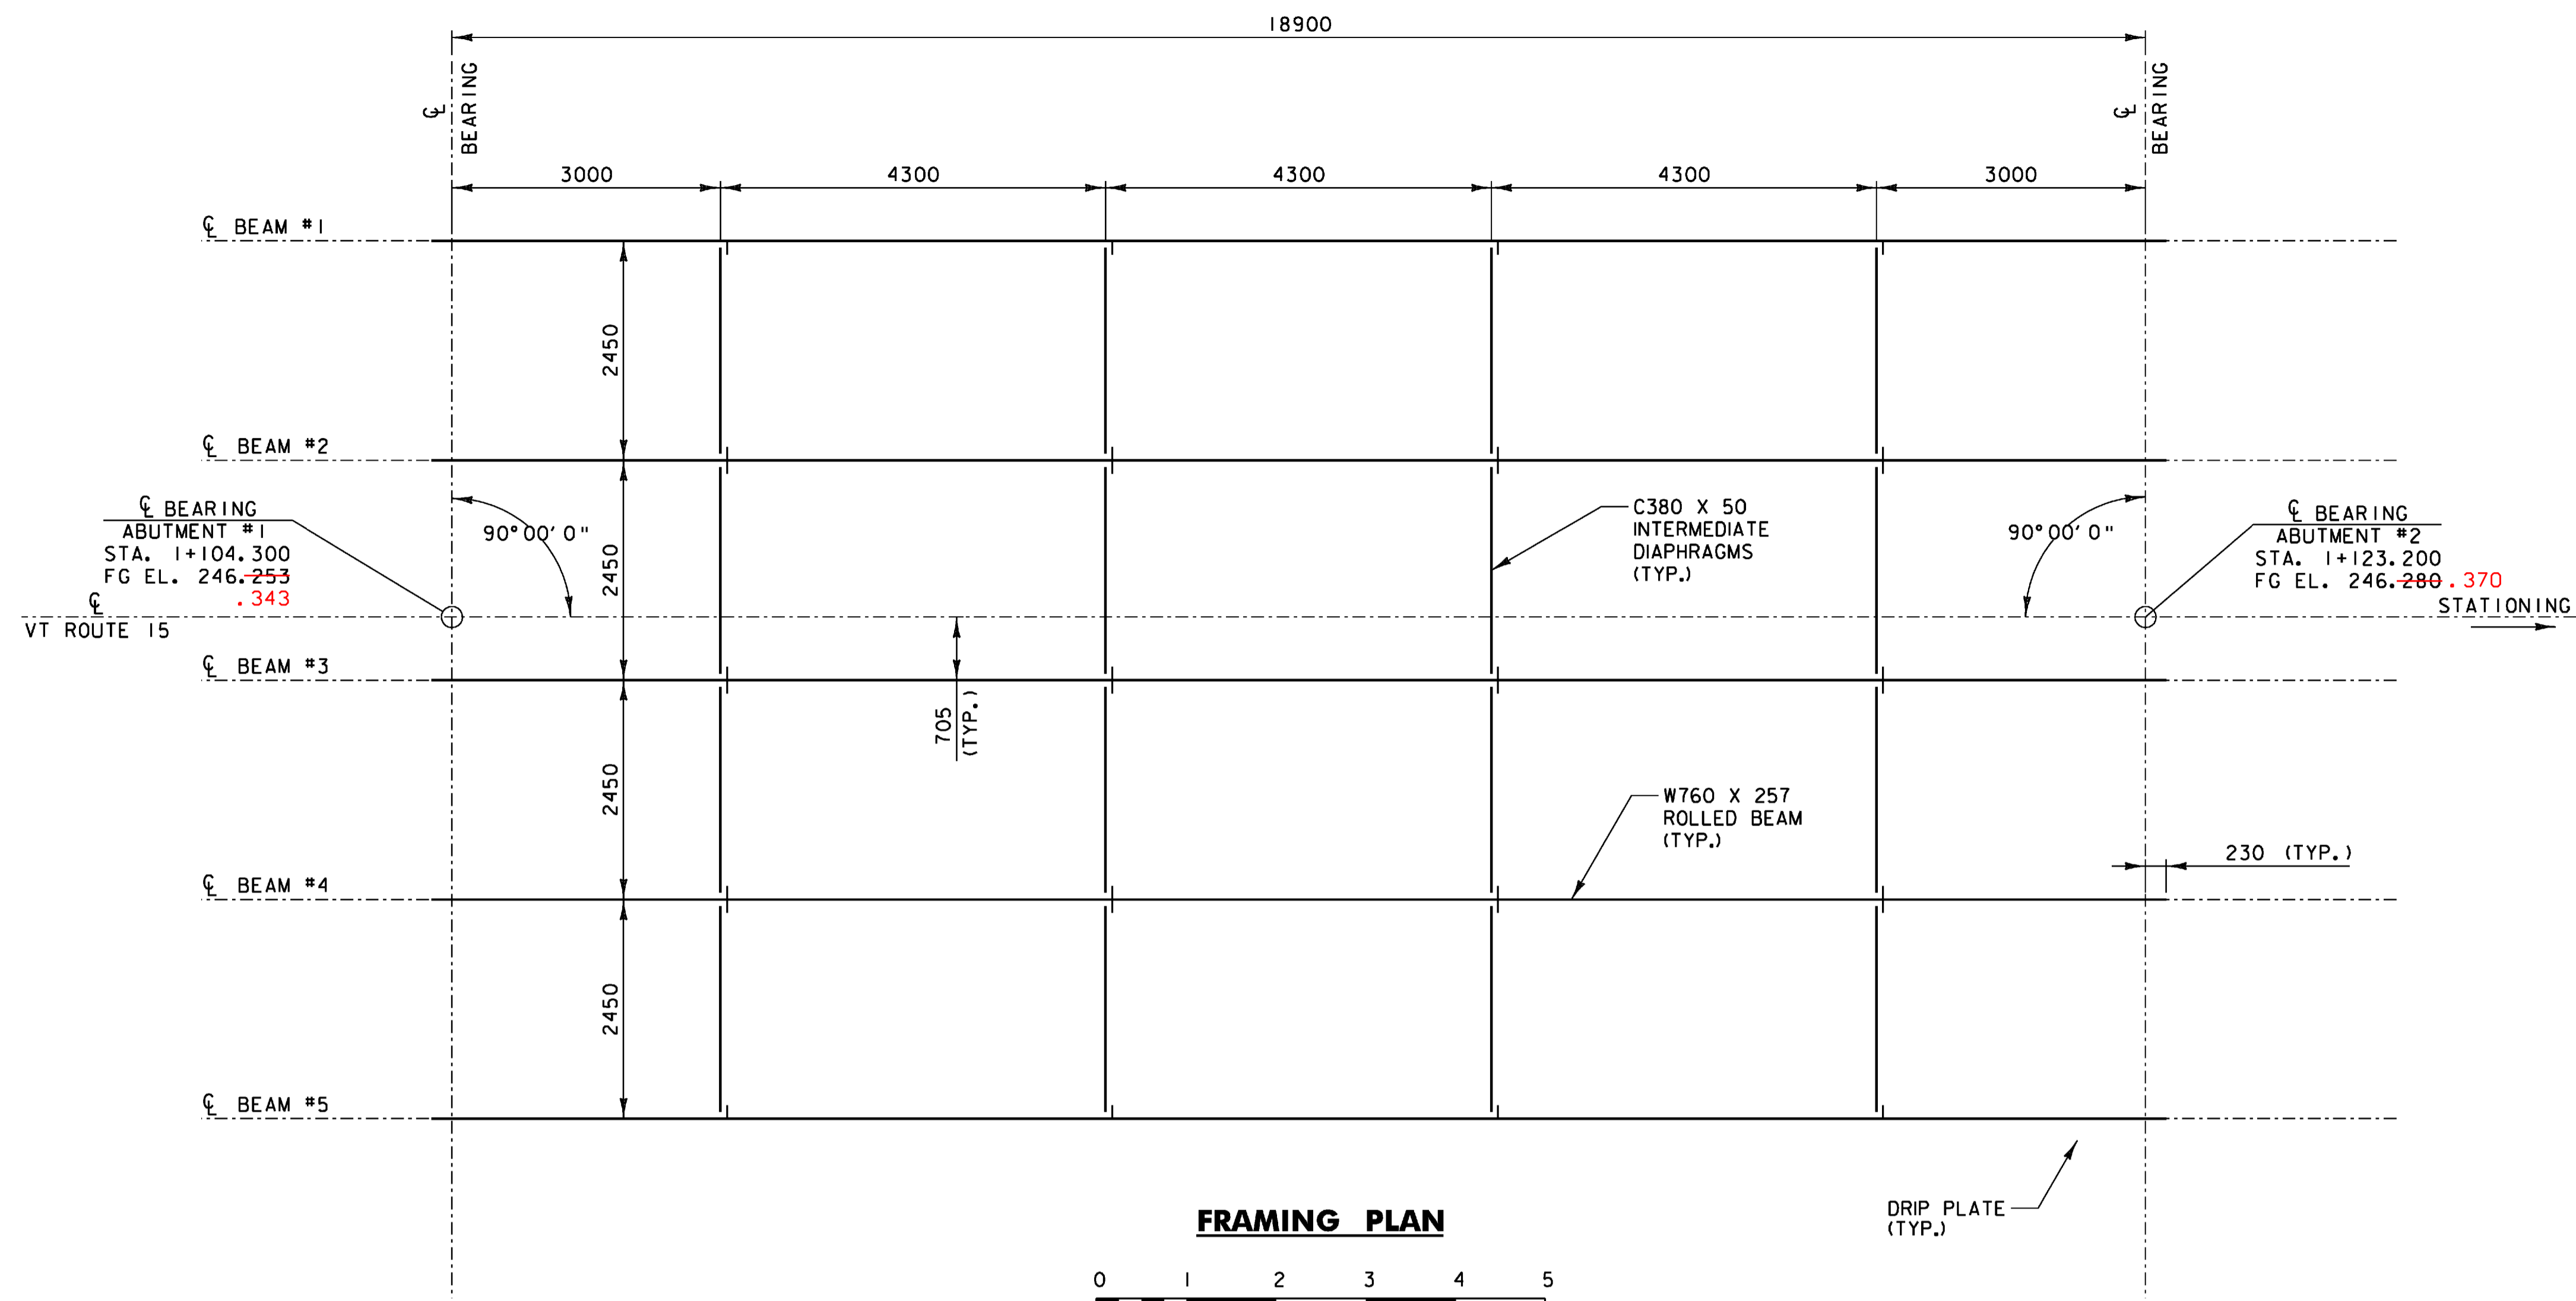 18900
℄ BEARING
℄ BEARING
3000 4300 4300 4300 3000
℄ BEAM #1
2450
℄ BEAM #2
2450
℄ BEARING
ABUTMENT #1
STA. 1+104.300
FG EL. 246.253
.343
90°00'0"
C380 X 50
INTERMEDIATE
DIAPHRAGMS
(TYP.)
90°00'0"
℄ BEARING
ABUTMENT #2
STA. 1+123.200
FG EL. 246.280 .370
STATIONING
℄
VT ROUTE 15
℄ BEAM #3
705
(TYP.)
2450
W760 X 257
ROLLED BEAM
(TYP.)
230 (TYP.)
℄ BEAM #4
2450
℄ BEAM #5
DRIP PLATE
(TYP.)
FRAMING PLAN
0 1 2 3 4 5